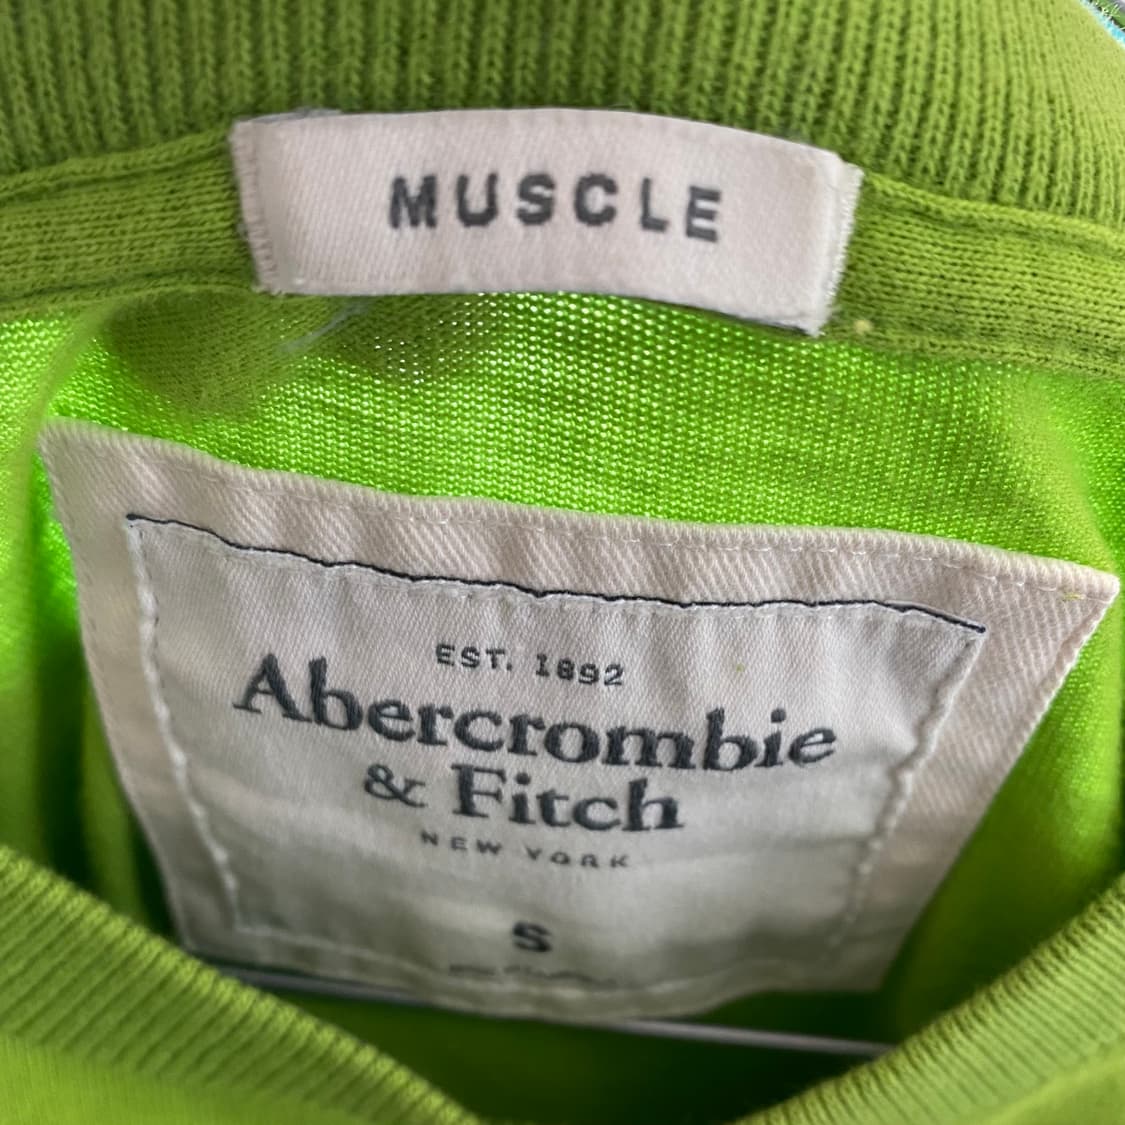 MUSCLE
EST. 1892
Abercrombie
& Fitch
NEW YORK
S